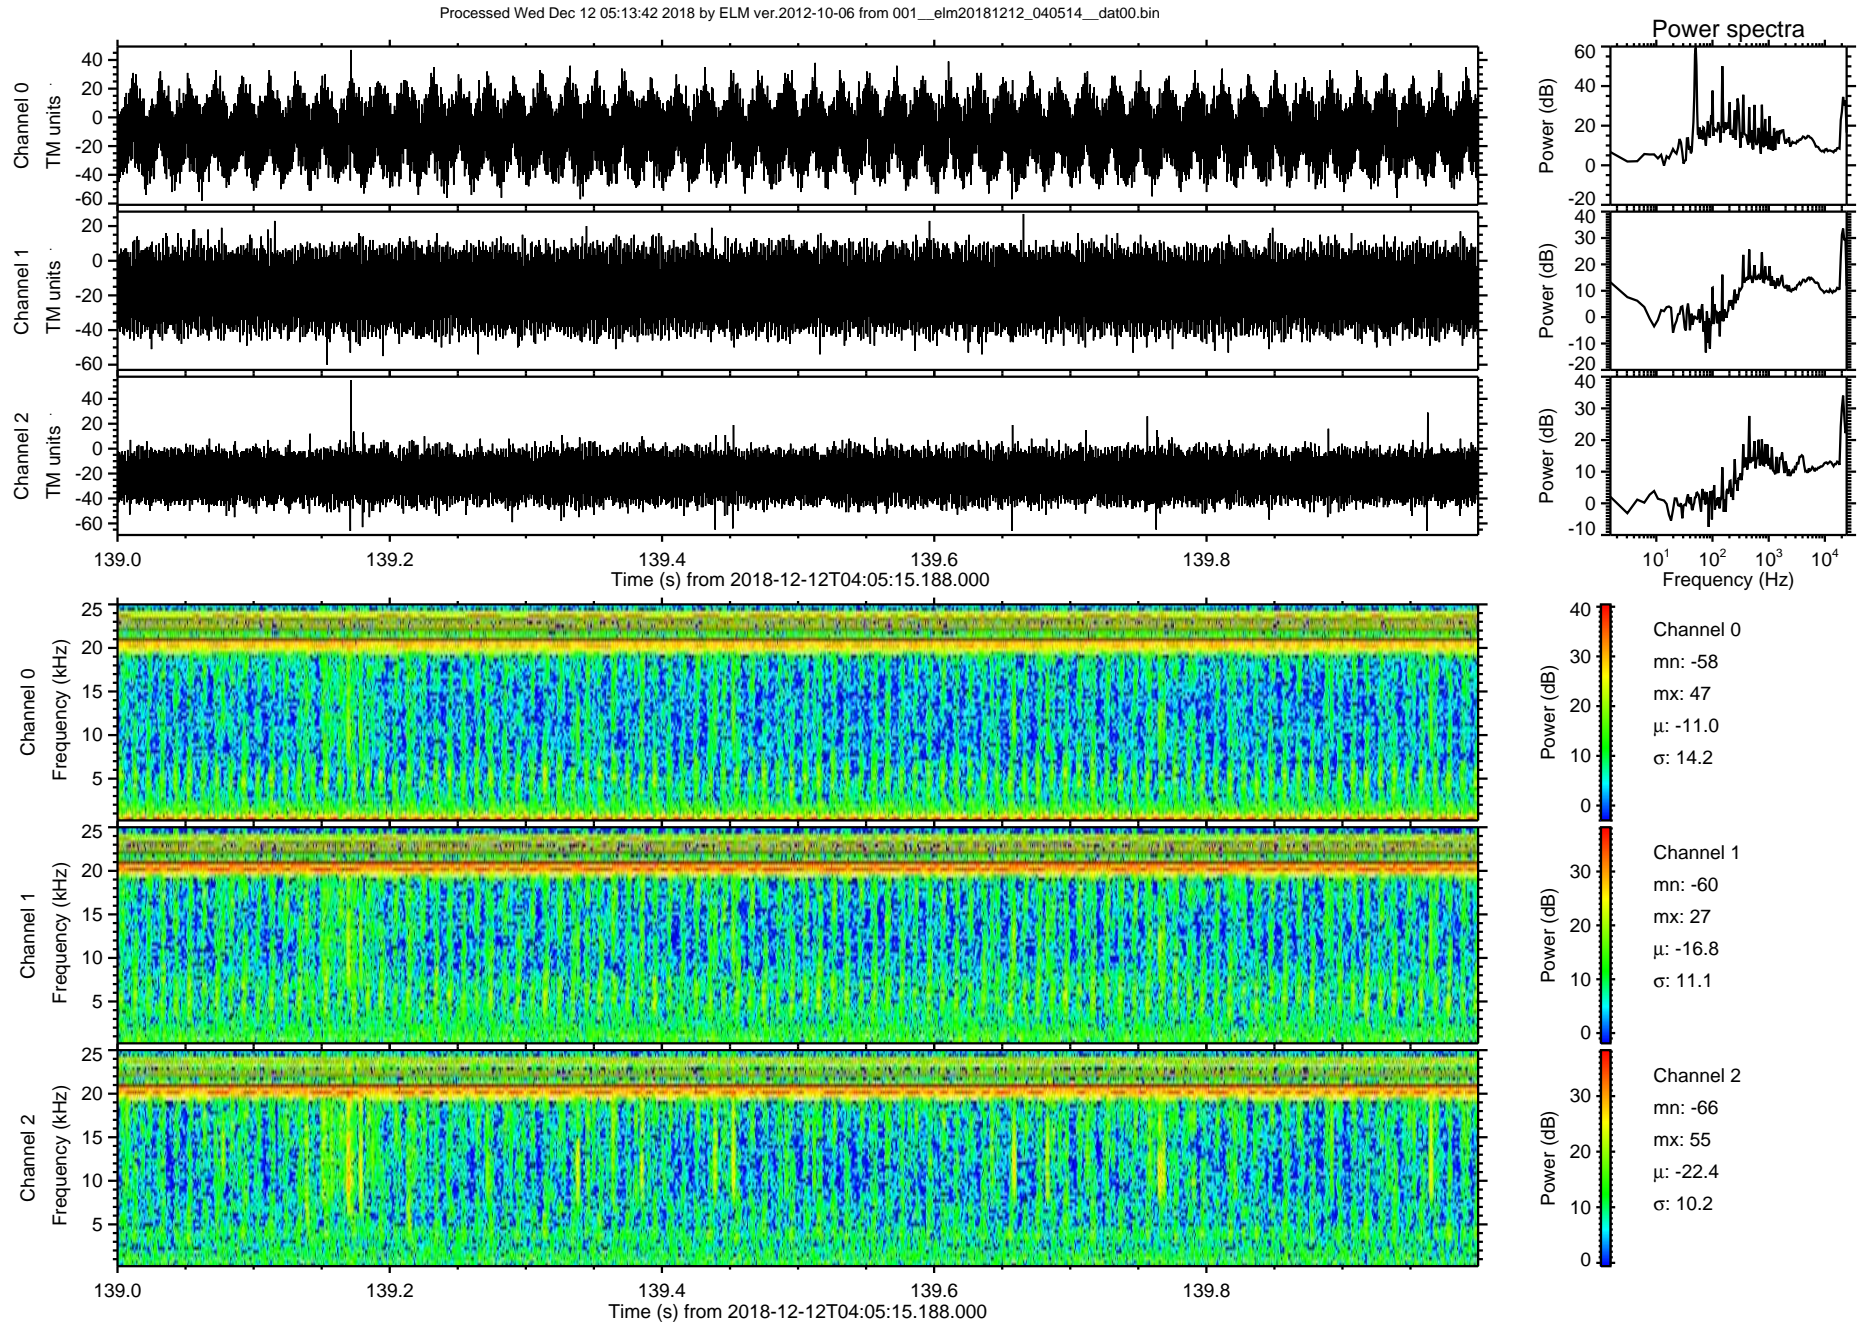 Processed Wed Dec 12 05:13:42 2018 by ELM ver.2012-10-06 from 001__elm20181212_040514__dat00.bin
Power spectra
Channel 0
TM units
40
20
0
-20
-40
-60
Power (dB)
60
40
20
0
-20
Channel 1
TM units
20
0
-20
-40
-60
Power (dB)
40
30
20
10
0
-10
-20
Channel 2
TM units
40
20
0
-20
-40
-60
Power (dB)
40
30
20
10
0
-10
139.0 139.2 139.4 139.6 139.8
Time (s) from 2018-12-12T04:05:15.188.000
10^1 10^2 10^3 10^4
Frequency (Hz)
Channel 0
Frequency (kHz)
25
20
15
10
5
Power (dB)
40
30
20
10
0
Channel 0
mn: -58
mx: 47
μ: -11.0
σ: 14.2
Channel 1
Frequency (kHz)
25
20
15
10
5
Power (dB)
30
20
10
0
Channel 1
mn: -60
mx: 27
μ: -16.8
σ: 11.1
Channel 2
Frequency (kHz)
25
20
15
10
5
Power (dB)
30
20
10
0
Channel 2
mn: -66
mx: 55
μ: -22.4
σ: 10.2
139.0 139.2 139.4 139.6 139.8
Time (s) from 2018-12-12T04:05:15.188.000